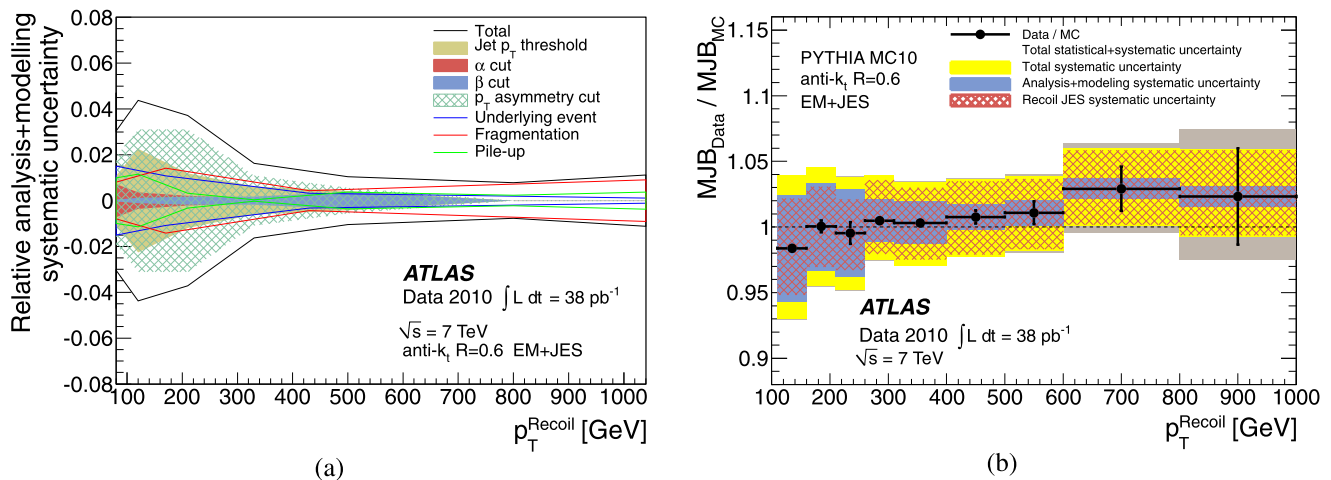 Relative analysis+modelling
systematic uncertainty
0.08
0.06
0.04
0.02
0
-0.02
-0.04
-0.06
-0.08
Total
Jet pT threshold
α cut
β cut
pT asymmetry cut
Underlying event
Fragmentation
Pile-up
ATLAS
Data 2010 ∫ L dt = 38 pb-1
√s = 7 TeV
anti-kt R=0.6 EM+JES
100 200 300 400 500 600 700 800 900 1000
pTRecoil [GeV]
(a)
MJBData / MJBMC
1.15
1.1
1.05
1
0.95
0.9
PYTHIA MC10
anti-kt R=0.6
EM+JES
Data / MC
Total statistical+systematic uncertainty
Total systematic uncertainty
Analysis+modeling systematic uncertainty
Recoil JES systematic uncertainty
ATLAS
Data 2010 ∫ L dt = 38 pb-1
√s = 7 TeV
100 200 300 400 500 600 700 800 900 1000
pTRecoil [GeV]
(b)